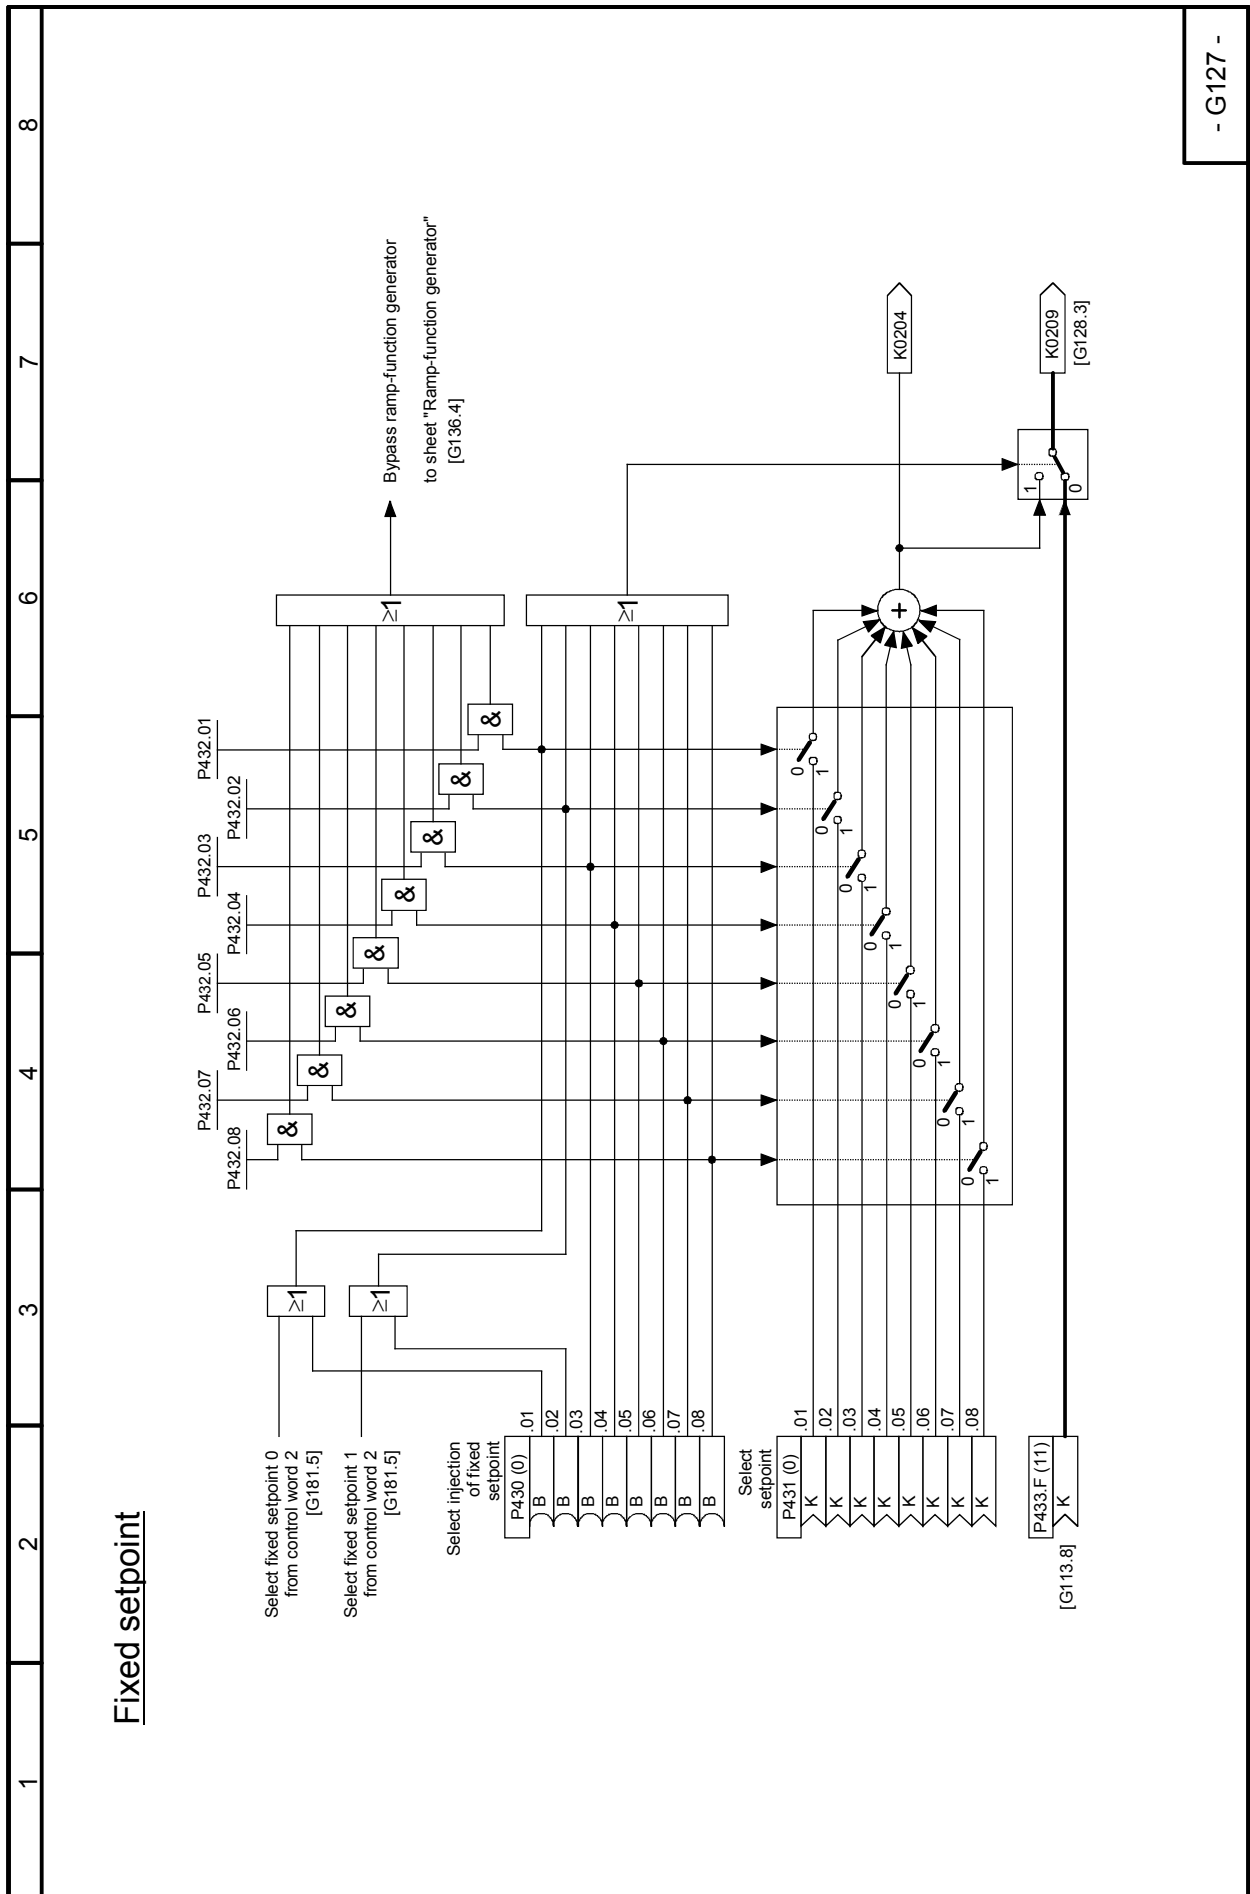 1
2
3
4
5
6
7
8
Fixed setpoint
P432.01
P432.02
P432.03
P432.04
P432.05
P432.06
P432.07
P432.08
&
&
&
&
&
&
&
&
Select fixed setpoint 0
from control word 2
[G181.5]
≥1
Select fixed setpoint 1
from control word 2
[G181.5]
≥1
≥1
Bypass ramp-function generator
to sheet "Ramp-function generator"
[G136.4]
Select injection
of fixed
setpoint
P430 (0)
B .01
B .02
B .03
B .04
B .05
B .06
B .07
B .08
≥1
Select
setpoint
P431 (0)
K .01
K .02
K .03
K .04
K .05
K .06
K .07
K .08
0
1
0
1
0
1
0
1
0
1
0
1
0
1
0
1
+
K0204
P433.F (11)
K
[G113.8]
1
0
K0209
[G128.3]
- G127 -